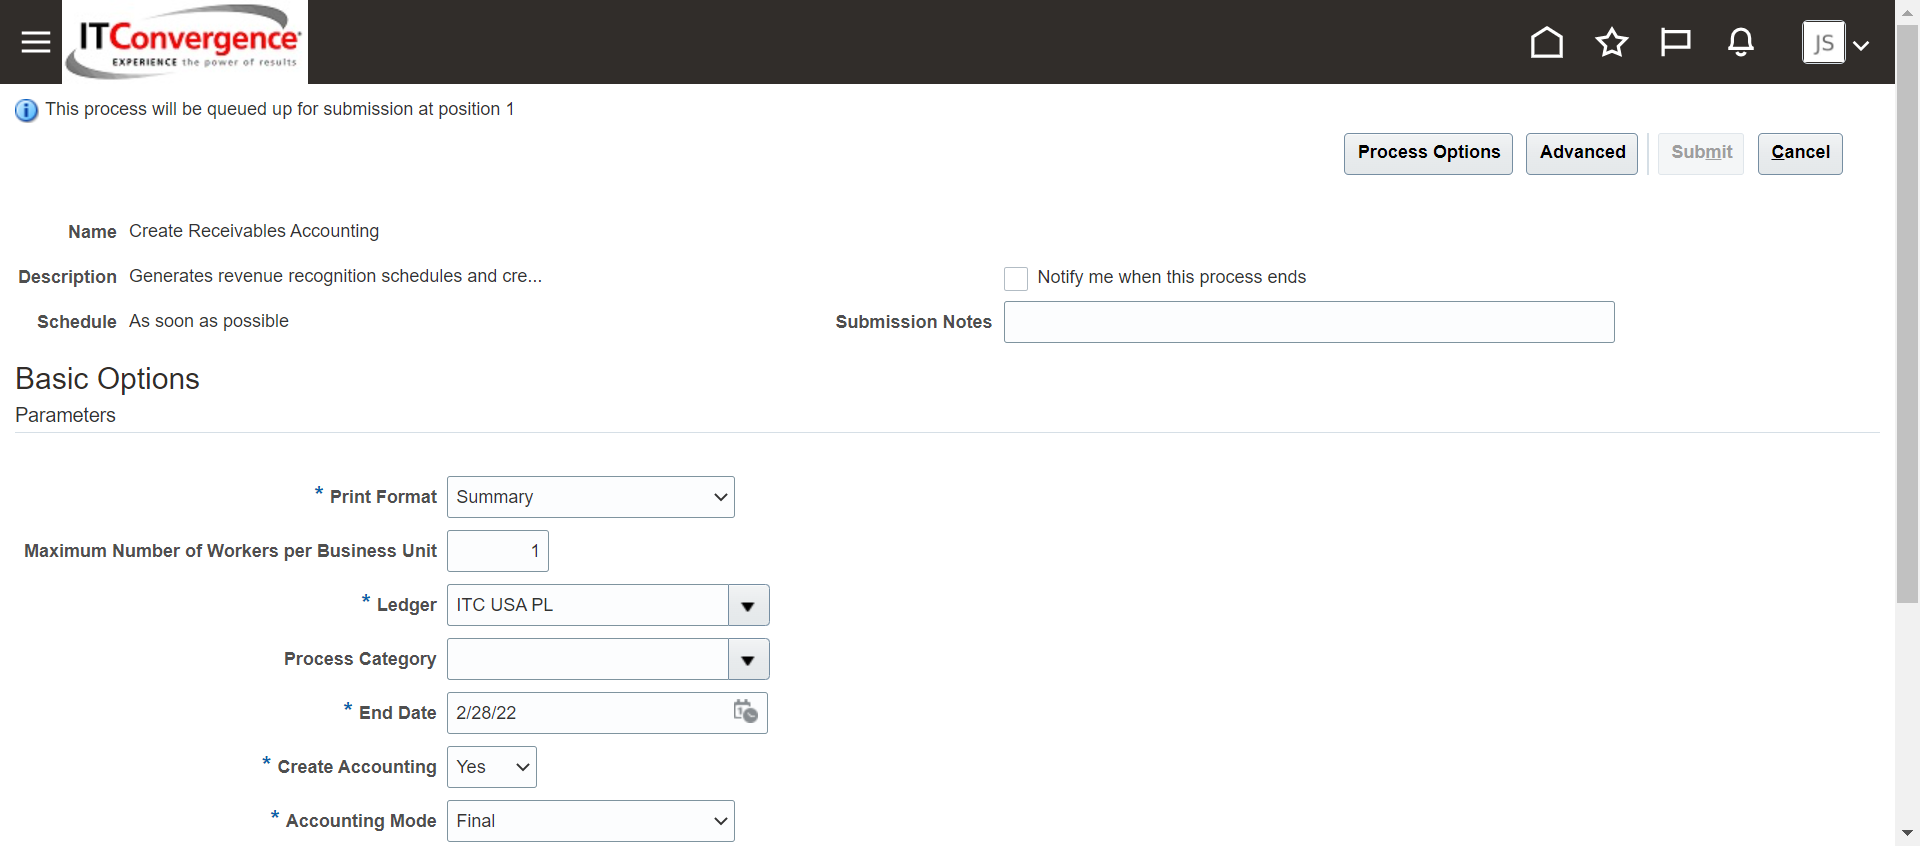 ITConvergence
EXPERIENCE the power of results
JS
This process will be queued up for submission at position 1
Process Options
Advanced
Submit
Cancel
Name Create Receivables Accounting
Description Generates revenue recognition schedules and cre...
Notify me when this process ends
Schedule As soon as possible
Submission Notes
Basic Options
Parameters
* Print Format Summary
Maximum Number of Workers per Business Unit 1
* Ledger ITC USA PL
Process Category
* End Date 2/28/22
* Create Accounting Yes
* Accounting Mode Final